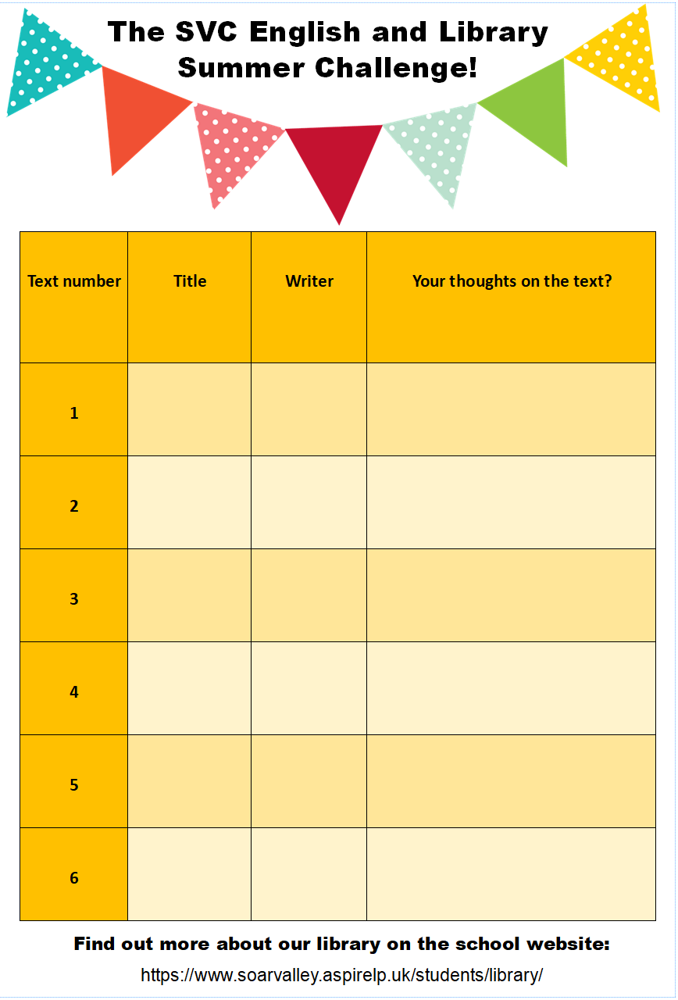 The SVC English and Library
Summer Challenge!
Text number Title Writer Your thoughts on the text?
1
2
3
4
5
6
Find out more about our library on the school website:
https://www.soarvalley.aspirelp.uk/students/library/